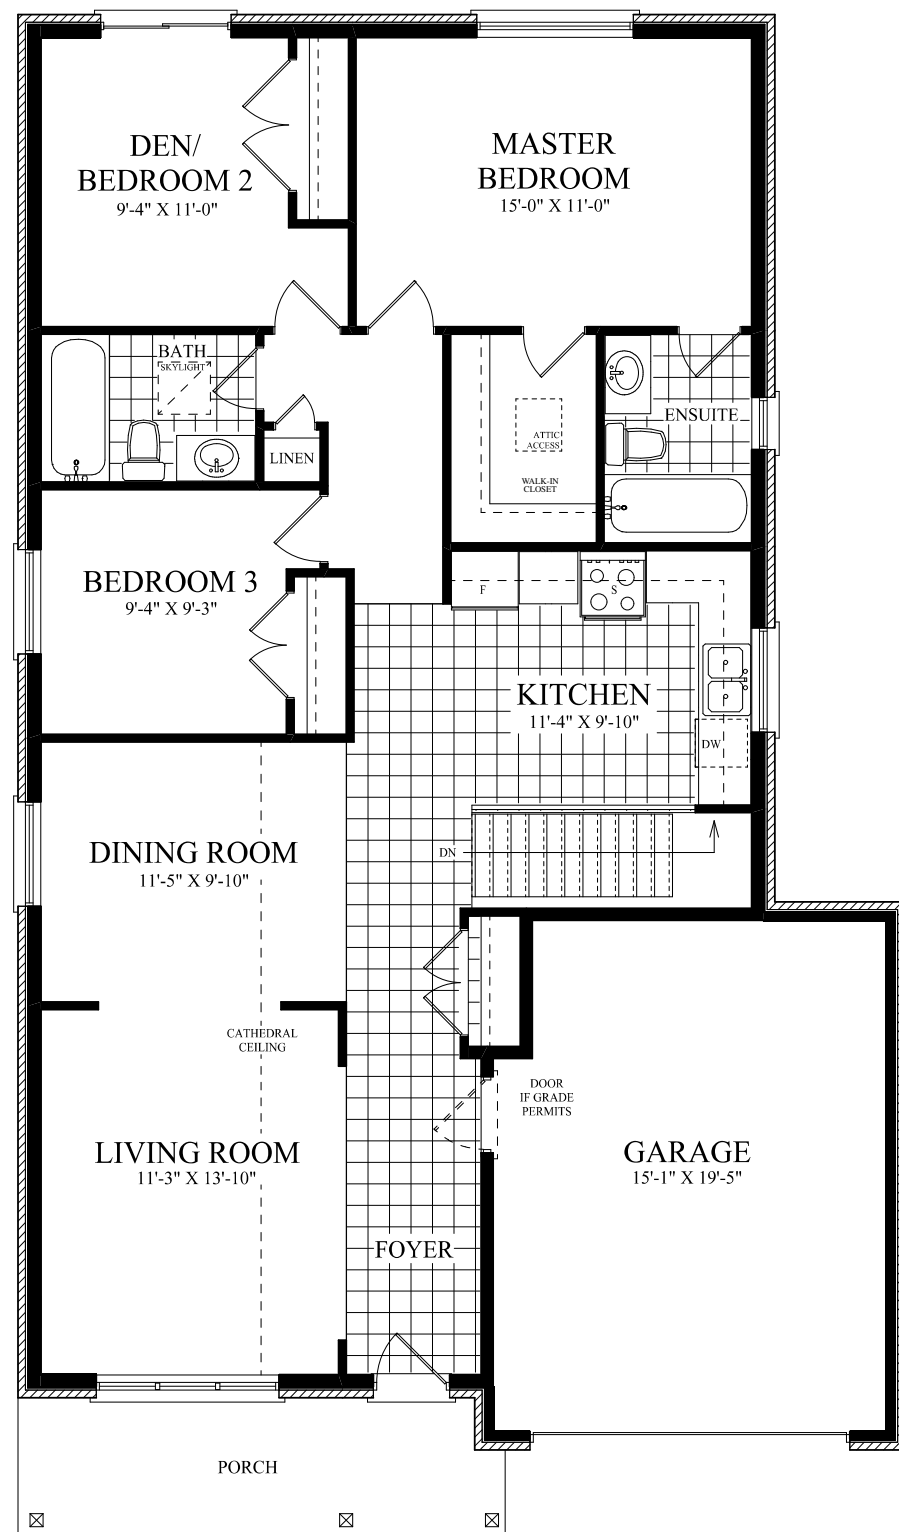 DEN/
BEDROOM 2
9'-4" X 11'-0"
MASTER
BEDROOM
15'-0" X 11'-0"
BATH
SKYLIGHT
LINEN
ATTIC
ACCESS
WALK-IN
CLOSET
ENSUITE
BEDROOM 3
9'-4" X 9'-3"
F
S
KITCHEN
11'-4" X 9'-10"
DW
DINING ROOM
11'-5" X 9'-10"
DN
CATHEDRAL
CEILING
DOOR
IF GRADE
PERMITS
LIVING ROOM
11'-3" X 13'-10"
GARAGE
15'-1" X 19'-5"
FOYER
PORCH